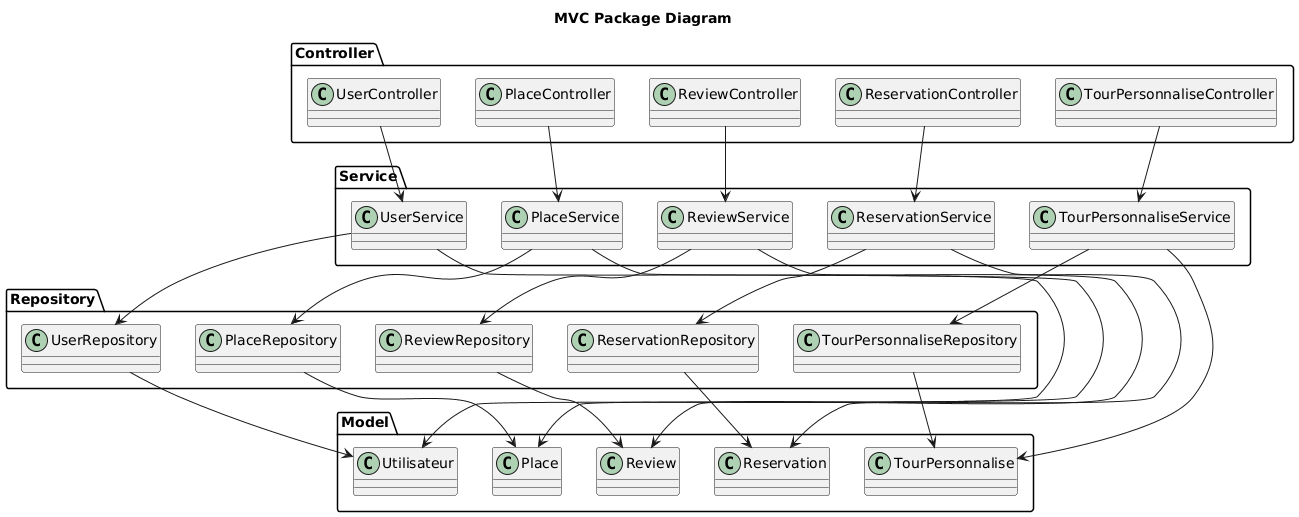 MVC Package Diagram
Controller
C UserController
C PlaceController
C ReviewController
C ReservationController
C TourPersonnaliseController
Service
C UserService
C PlaceService
C ReviewService
C ReservationService
C TourPersonnaliseService
Repository
C UserRepository
C PlaceRepository
C ReviewRepository
C ReservationRepository
C TourPersonnaliseRepository
Model
C Utilisateur
C Place
C Review
C Reservation
C TourPersonnalise